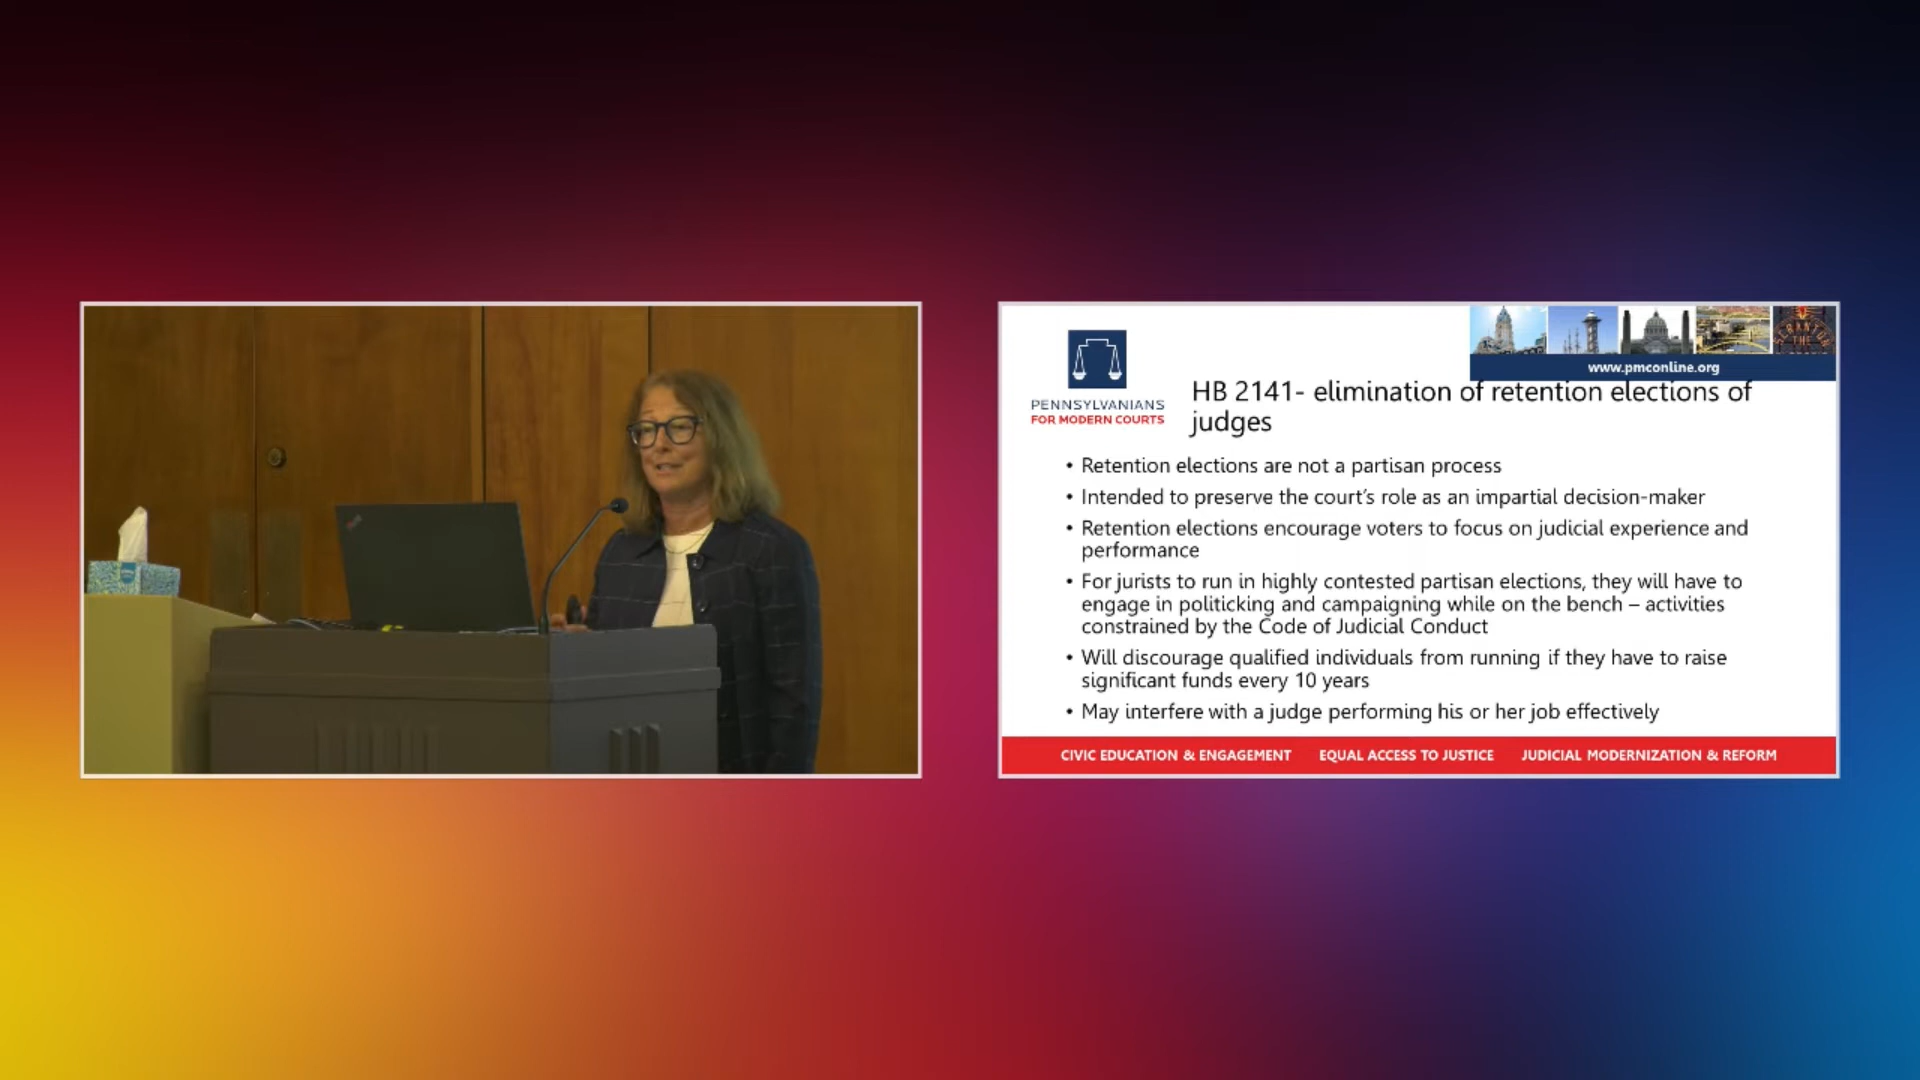 www.pmconline.org
PENNSYLVANIANS
FOR MODERN COURTS
HB 2141- elimination of retention elections of
judges
• Retention elections are not a partisan process
• Intended to preserve the court's role as an impartial decision-maker
• Retention elections encourage voters to focus on judicial experience and
performance
• For jurists to run in highly contested partisan elections, they will have to
engage in politicking and campaigning while on the bench – activities
constrained by the Code of Judicial Conduct
• Will discourage qualified individuals from running if they have to raise
significant funds every 10 years
• May interfere with a judge performing his or her job effectively
CIVIC EDUCATION & ENGAGEMENT EQUAL ACCESS TO JUSTICE JUDICIAL MODERNIZATION & REFORM